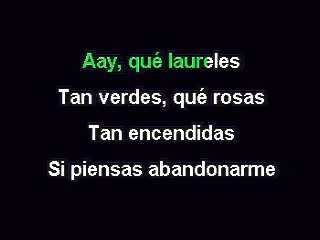 Aay, qué laureles
Tan verdes, qué rosas
Tan encendidas
Si piensas abandonarme